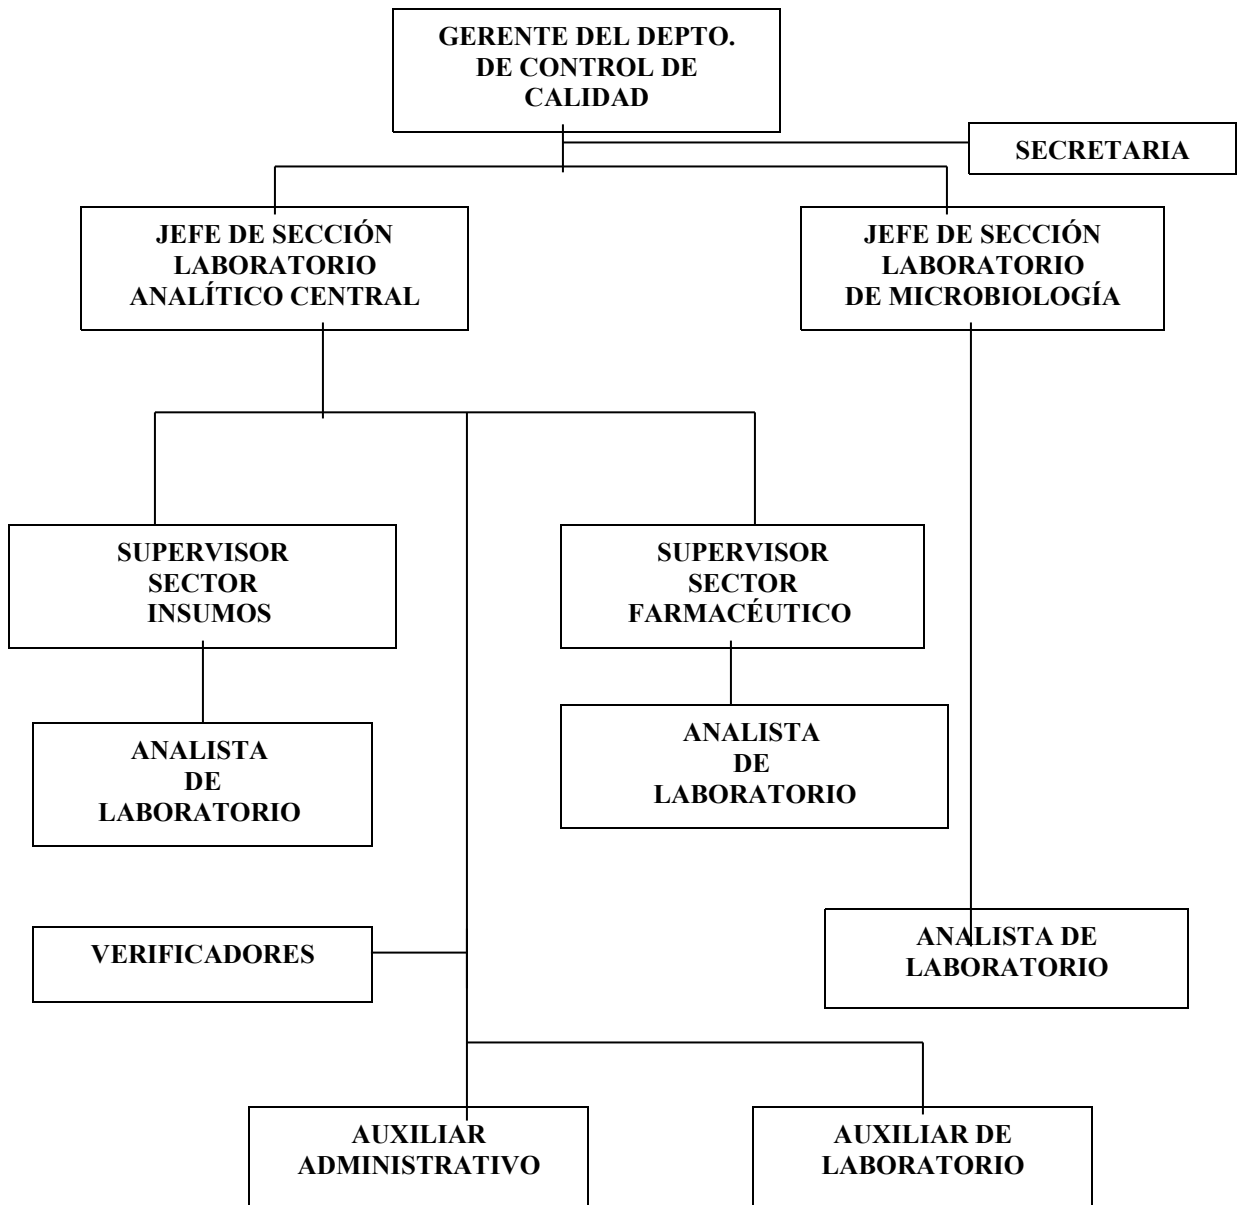 GERENTE DEL DEPTO.
DE CONTROL DE
CALIDAD
SECRETARIA
JEFE DE SECCIÓN
LABORATORIO
ANALÍTICO CENTRAL
JEFE DE SECCIÓN
LABORATORIO
DE MICROBIOLOGÍA
SUPERVISOR
SECTOR
INSUMOS
SUPERVISOR
SECTOR
FARMACÉUTICO
ANALISTA
DE
LABORATORIO
ANALISTA
DE
LABORATORIO
VERIFICADORES
ANALISTA DE
LABORATORIO
AUXILIAR
ADMINISTRATIVO
AUXILIAR DE
LABORATORIO